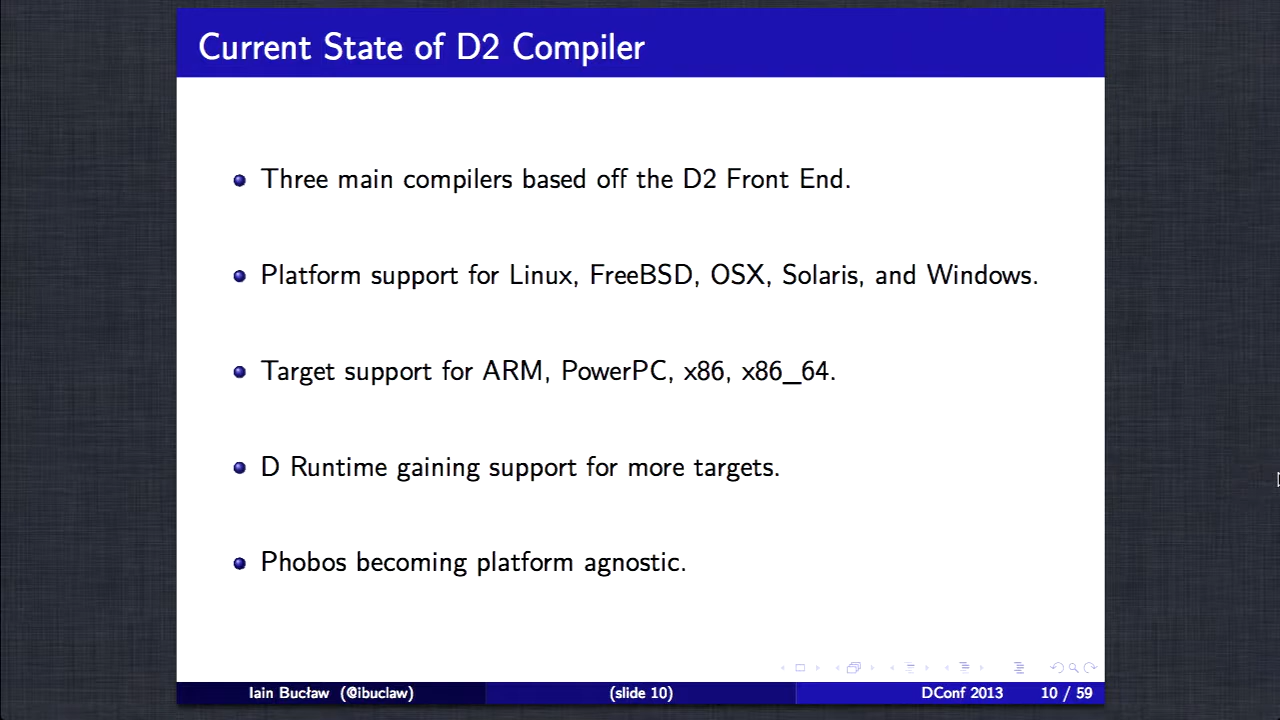 Current State of D2 Compiler
Three main compilers based off the D2 Front End.
Platform support for Linux, FreeBSD, OSX, Solaris, and Windows.
Target support for ARM, PowerPC, x86, x86_64.
D Runtime gaining support for more targets.
Phobos becoming platform agnostic.
Iain Bucław (@ibuclaw) (slide 10) DConf 2013 10 / 59